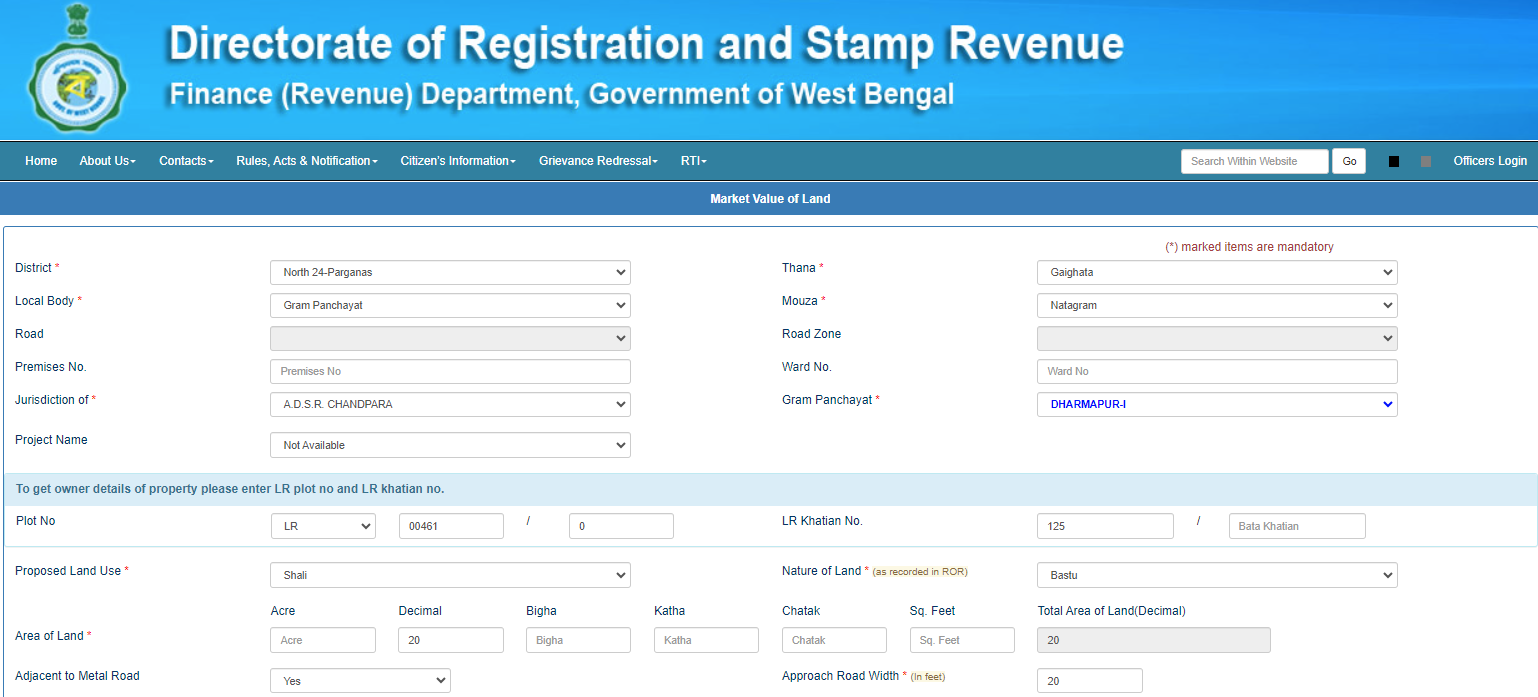 Directorate of Registration and Stamp Revenue
Finance (Revenue) Department, Government of West Bengal
Home About Us Contacts Rules, Acts & Notification Citizen's Information Grievance Redressal RTI Search Within Website Go Officers Login
Market Value of Land
(*) marked items are mandatory
District * North 24-Parganas Thana * Gaighata
Local Body * Gram Panchayat Mouza * Natagram
Road Road Zone
Premises No. Premises No Ward No. Ward No
Jurisdiction of * A.D.S.R. CHANDPARA Gram Panchayat * DHARMAPUR-I
Project Name Not Available
To get owner details of property please enter LR plot no and LR khatian no.
Plot No LR 00461 / 0 LR Khatian No. 125 / Bata Khatian
Proposed Land Use * Shali Nature of Land * (as recorded in ROR) Bastu
Acre Decimal Bigha Katha Chatak Sq. Feet Total Area of Land(Decimal)
Area of Land * Acre 20 Bigha Katha Chatak Sq. Feet 20
Adjacent to Metal Road Yes Approach Road Width * (In feet) 20